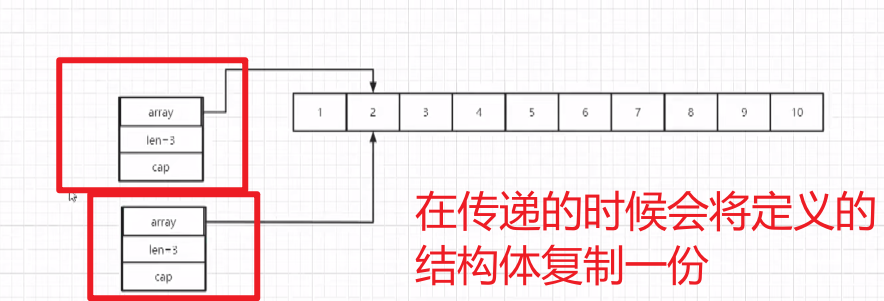 array
len=3
cap
1 2 3 4 5 6 7 8 9 10
array
len=3
cap
在传递的时候会将定义的
结构体复制一份